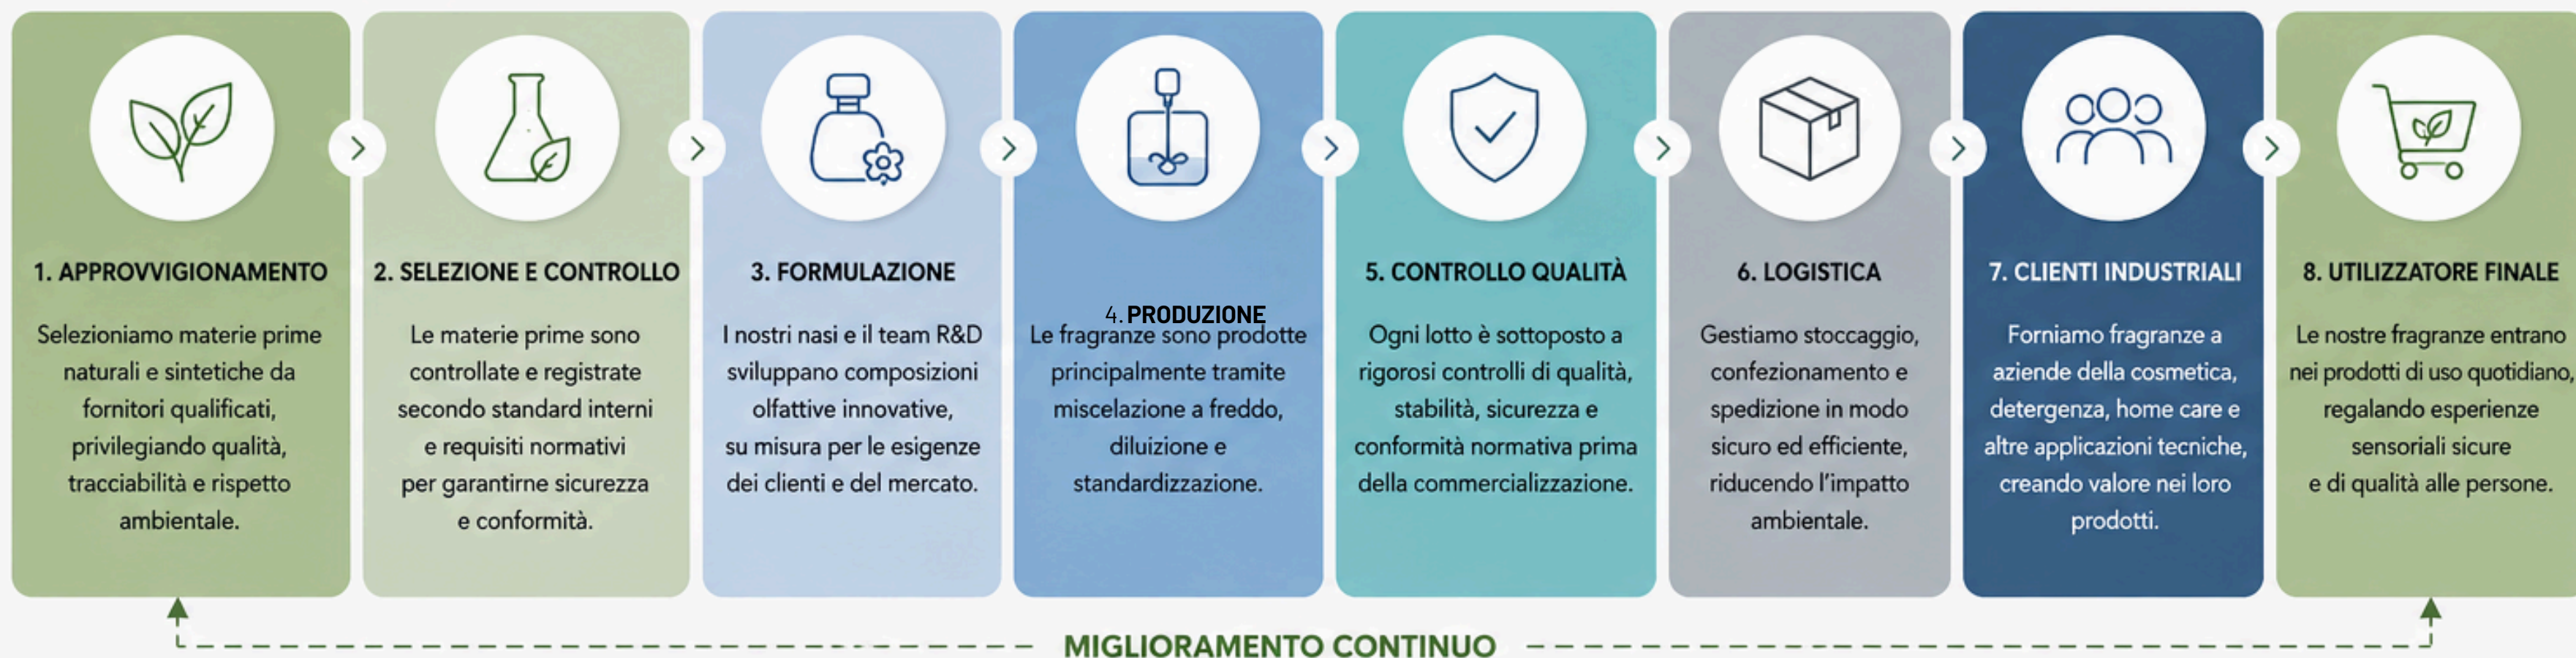 1. APPROVVIGIONAMENTO
Selezioniamo materie prime
naturali e sintetiche da
fornitori qualificati,
privilegiando qualità,
tracciabilità e rispetto
ambientale.
2. SELEZIONE E CONTROLLO
Le materie prime sono
controllate e registrate
secondo standard interni
e requisiti normativi
per garantirne sicurezza
e conformità.
3. FORMULAZIONE
I nostri nasi e il team R&D
sviluppano composizioni
olfattive innovative,
su misura per le esigenze
dei clienti e del mercato.
4. PRODUZIONE
Le fragranze sono prodotte
principalmente tramite
miscelazione a freddo,
diluizione e
standardizzazione.
5. CONTROLLO QUALITÀ
Ogni lotto è sottoposto a
rigorosi controlli di qualità,
stabilità, sicurezza e
conformità normativa prima
della commercializzazione.
6. LOGISTICA
Gestiamo stoccaggio,
confezionamento e
spedizione in modo
sicuro ed efficiente,
riducendo l'impatto
ambientale.
7. CLIENTI INDUSTRIALI
Forniamo fragranze a
aziende della cosmetica,
detergenza, home care e
altre applicazioni tecniche,
creando valore nei loro
prodotti.
8. UTILIZZATORE FINALE
Le nostre fragranze entrano
nei prodotti di uso quotidiano,
regalando esperienze
sensoriali sicure
e di qualità alle persone.
MIGLIORAMENTO CONTINUO